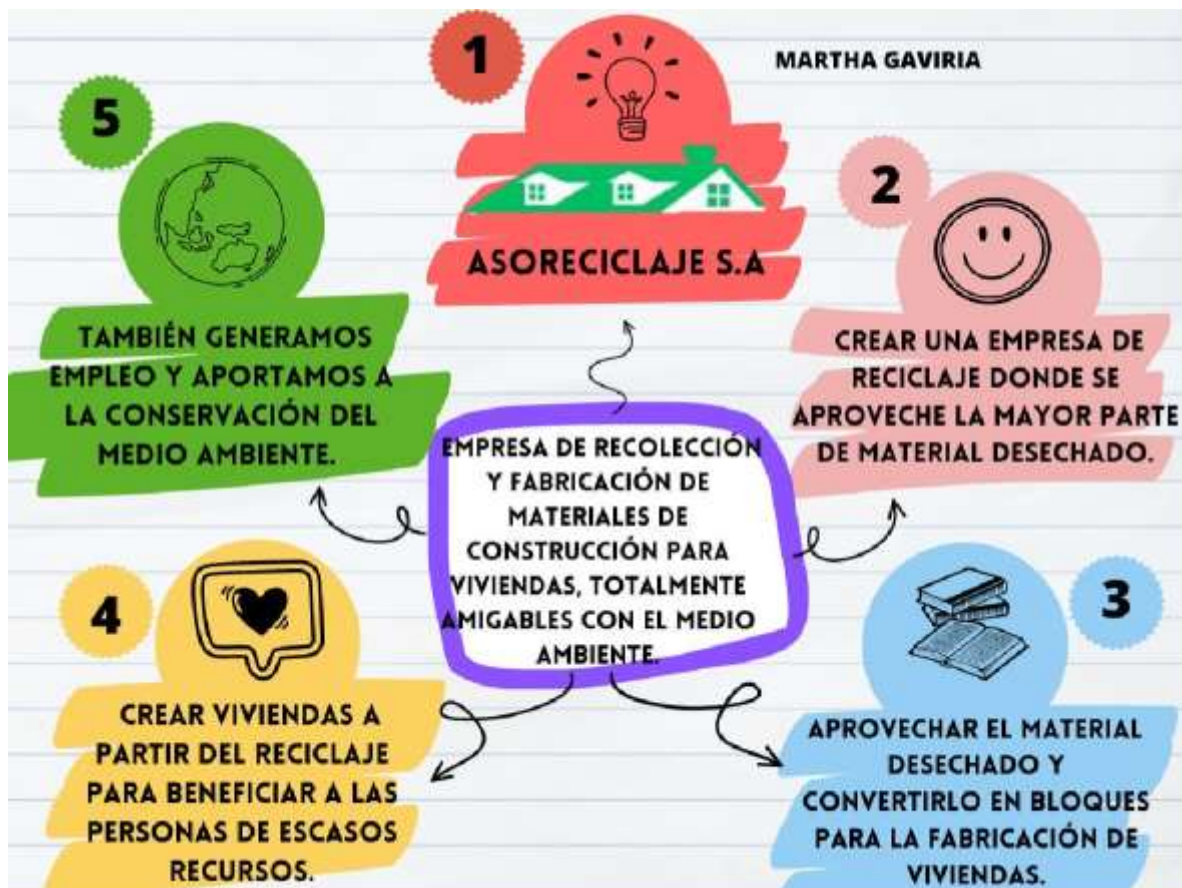 MARTHA GAVIRIA
1
ASORECICLAJE S.A
2
CREAR UNA EMPRESA DE
RECICLAJE DONDE SE
APROVECHE LA MAYOR PARTE
DE MATERIAL DESECHADO.
3
APROVECHAR EL MATERIAL
DESECHADO Y
CONVERTIRLO EN BLOQUES
PARA LA FABRICACIÓN DE
VIVIENDAS.
4
CREAR VIVIENDAS A
PARTIR DEL RECICLAJE
PARA BENEFICIAR A LAS
PERSONAS DE ESCASOS
RECURSOS.
5
TAMBIÉN GENERAMOS
EMPLEO Y APORTAMOS A
LA CONSERVACIÓN DEL
MEDIO AMBIENTE.
EMPRESA DE RECOLECCIÓN
Y FABRICACIÓN DE
MATERIALES DE
CONSTRUCCIÓN PARA
VIVIENDAS, TOTALMENTE
AMIGABLES CON EL MEDIO
AMBIENTE.